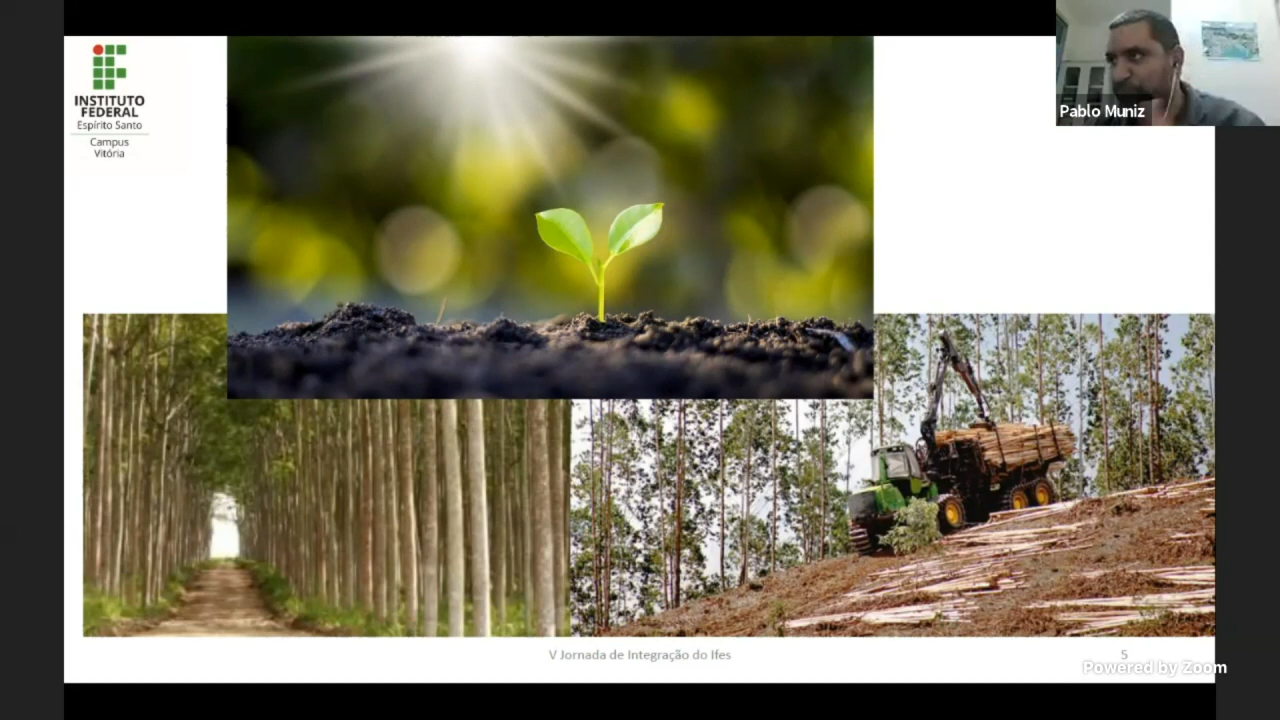 INSTITUTO
FEDERAL
Espírito Santo
Campus
Vitória
Pablo Muniz
V Jornada de Integração do Ifes
5
Powered by Zoom